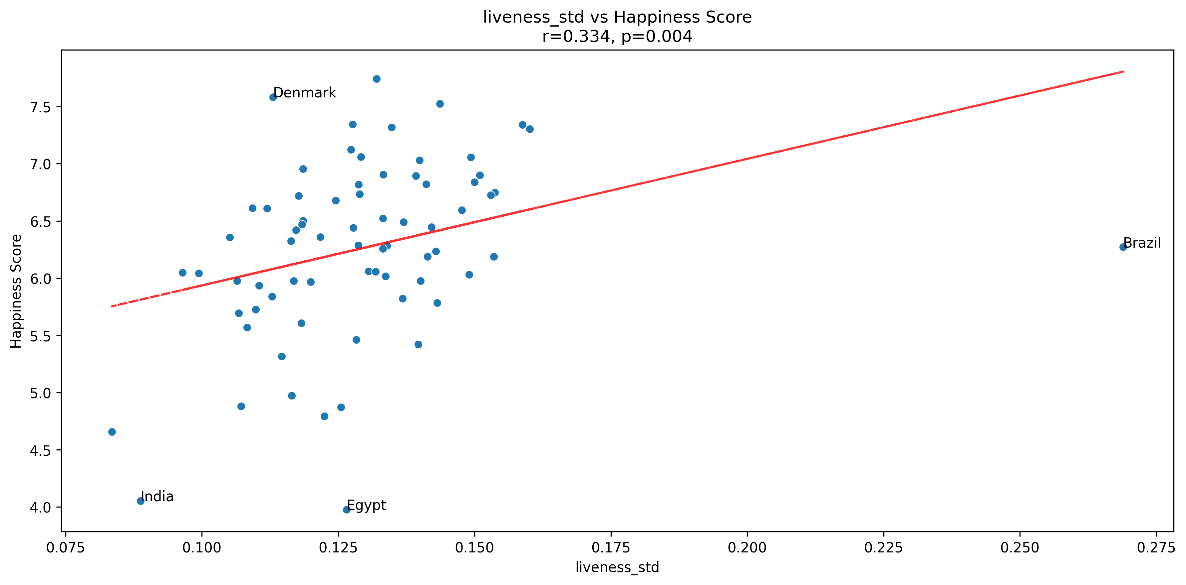 liveness_std vs Happiness Score
r=0.334, p=0.004
Denmark
Brazil
India
Egypt
Happiness Score
7.5
7.0
6.5
6.0
5.5
5.0
4.5
4.0
0.075
0.100
0.125
0.150
0.175
0.200
0.225
0.250
0.275
liveness_std